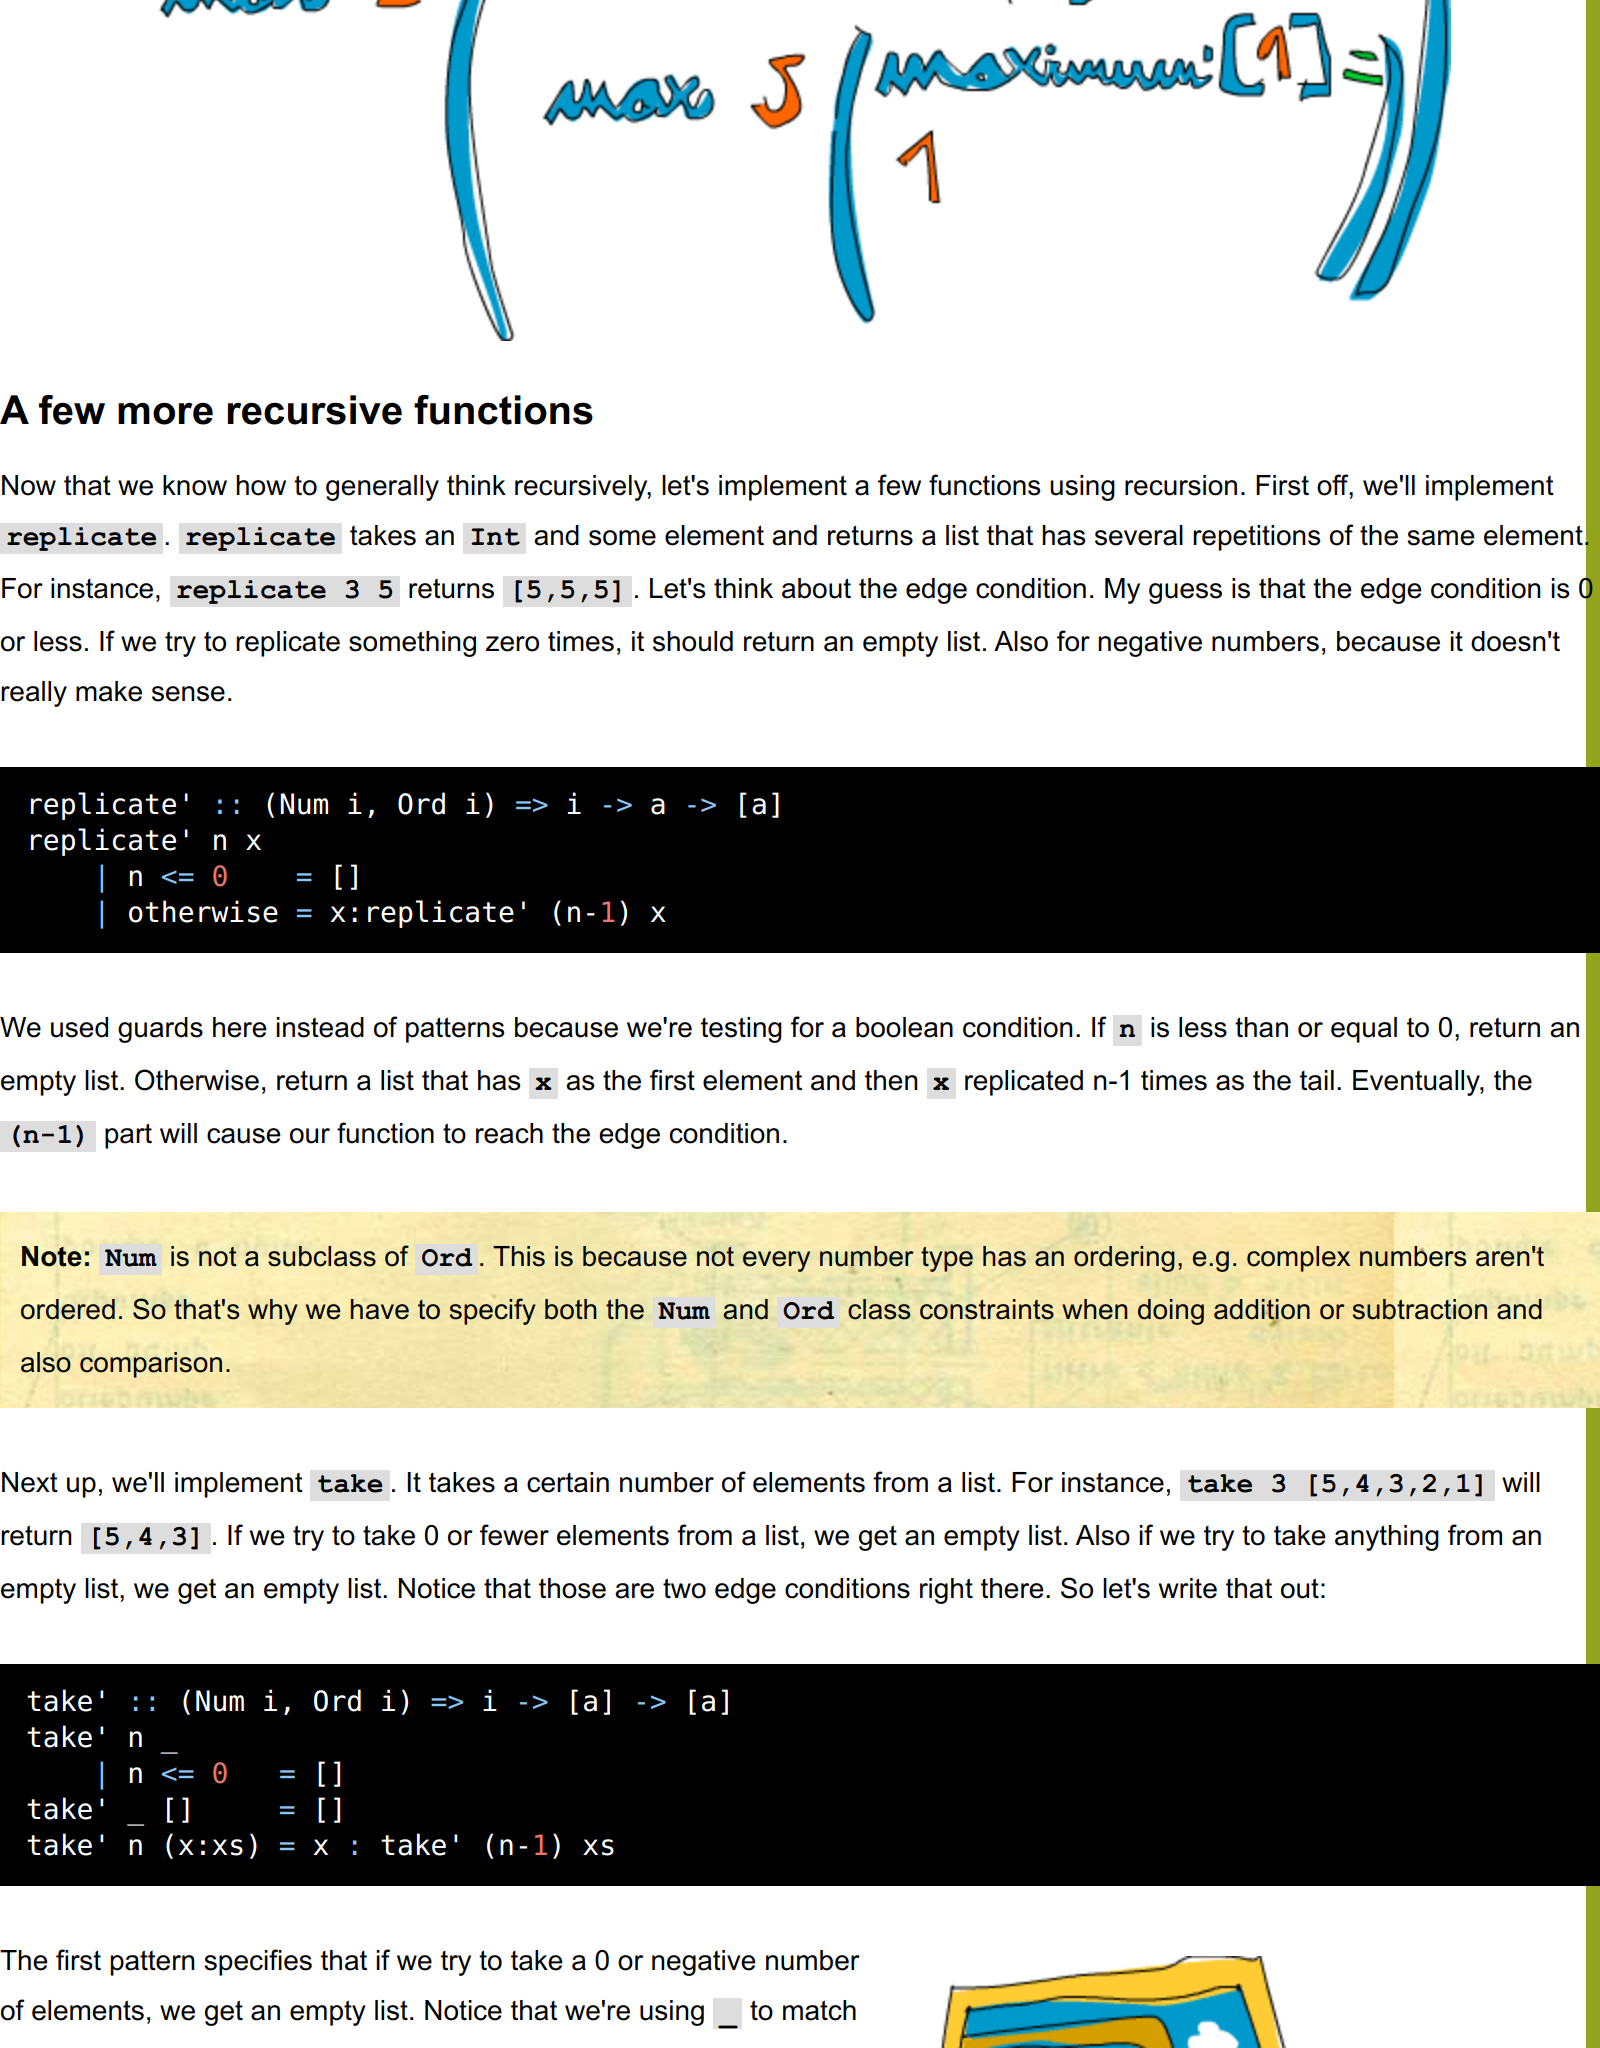 max 5 (maximum' [1] =
1
A few more recursive functions
Now that we know how to generally think recursively, let's implement a few functions using recursion. First off, we'll implement
replicate. replicate takes an Int and some element and returns a list that has several repetitions of the same element.
For instance, replicate 3 5 returns [5,5,5]. Let's think about the edge condition. My guess is that the edge condition is 0
or less. If we try to replicate something zero times, it should return an empty list. Also for negative numbers, because it doesn't
really make sense.
replicate' :: (Num i, Ord i) => i -> a -> [a]
replicate' n x
    | n <= 0    = []
    | otherwise = x:replicate' (n-1) x
We used guards here instead of patterns because we're testing for a boolean condition. If n is less than or equal to 0, return an
empty list. Otherwise, return a list that has x as the first element and then x replicated n-1 times as the tail. Eventually, the
(n-1) part will cause our function to reach the edge condition.
Note: Num is not a subclass of Ord. This is because not every number type has an ordering, e.g. complex numbers aren't
ordered. So that's why we have to specify both the Num and Ord class constraints when doing addition or subtraction and
also comparison.
Next up, we'll implement take. It takes a certain number of elements from a list. For instance, take 3 [5,4,3,2,1] will
return [5,4,3]. If we try to take 0 or fewer elements from a list, we get an empty list. Also if we try to take anything from an
empty list, we get an empty list. Notice that those are two edge conditions right there. So let's write that out:
take' :: (Num i, Ord i) => i -> [a] -> [a]
take' n _
    | n <= 0   = []
take' _ []     = []
take' n (x:xs) = x : take' (n-1) xs
The first pattern specifies that if we try to take a 0 or negative number
of elements, we get an empty list. Notice that we're using _ to match